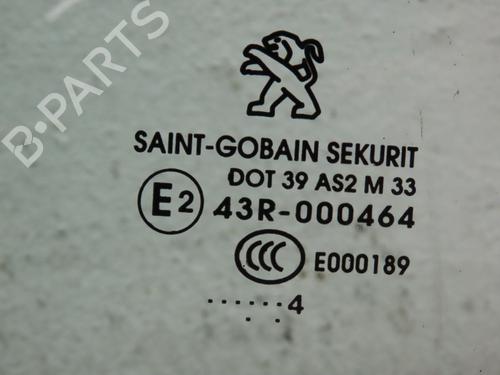 B-PARTS
SAINT-GOBAIN SEKURIT
DOT 39 AS2 M 33
E2 43R-000464
CCC E000189
......4
. .